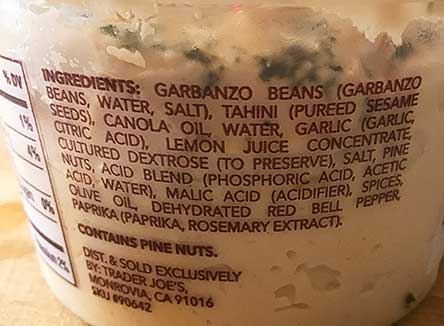 % DV
1%
4%
0%
2%
INGREDIENTS: GARBANZO BEANS (GARBANZO
BEANS, WATER, SALT), TAHINI (PUREED SESAME
SEEDS), CANOLA OIL, WATER, GARLIC (GARLIC,
CITRIC ACID), LEMON JUICE CONCENTRATE,
CULTURED DEXTROSE (TO PRESERVE), SALT, PINE
NUTS, ACID BLEND (PHOSPHORIC ACID, ACETIC
ACID, WATER), MALIC ACID (ACIDIFIER), SPICES,
OLIVE OIL, DEHYDRATED RED BELL PEPPER,
PAPRIKA (PAPRIKA, ROSEMARY EXTRACT).
CONTAINS PINE NUTS.
DIST. & SOLD EXCLUSIVELY
BY: TRADER JOE'S,
MONROVIA, CA 91016
SKU #90642